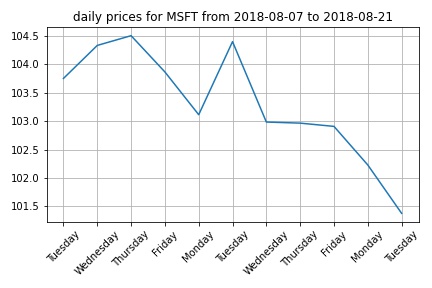 daily prices for MSFT from 2018-08-07 to 2018-08-21
104.5
104.0
103.5
103.0
102.5
102.0
101.5
Tuesday
Wednesday
Thursday
Friday
Monday
Tuesday
Wednesday
Thursday
Friday
Monday
Tuesday